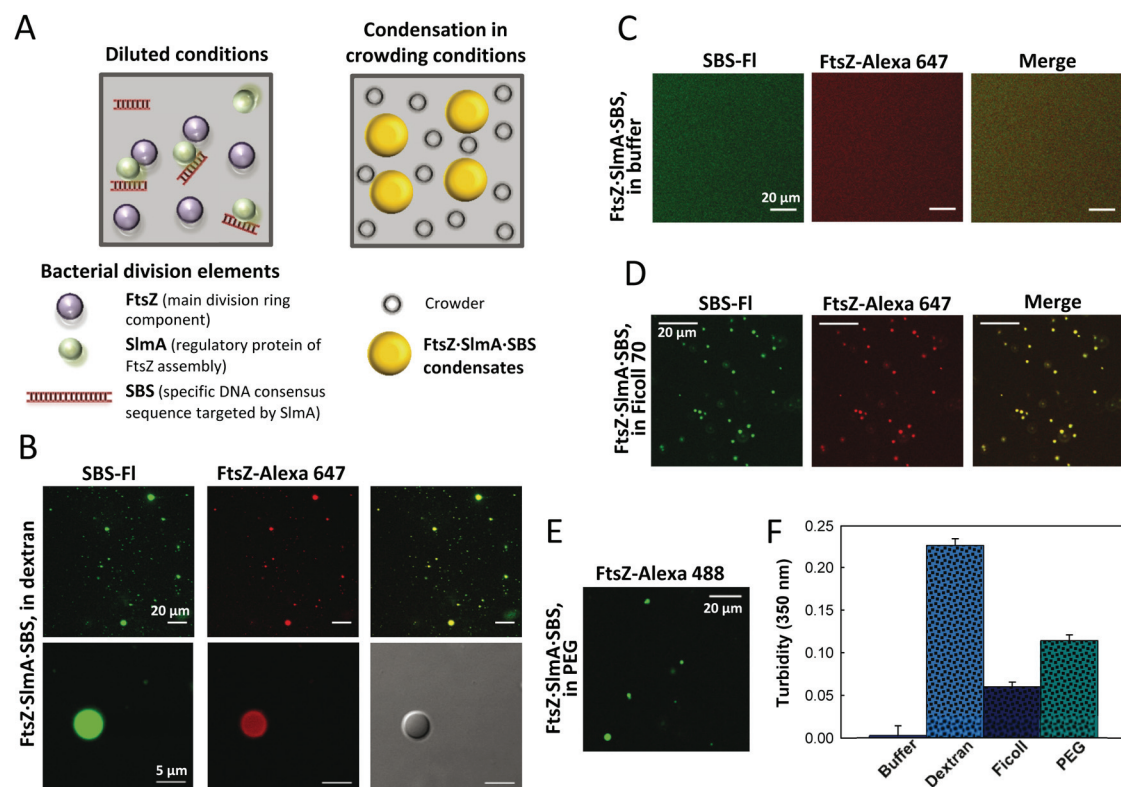 A
Diluted conditions
Condensation in
crowding conditions
Bacterial division elements
FtsZ (main division ring
component)
SlmA (regulatory protein of
FtsZ assembly)
SBS (specific DNA consensus
sequence targeted by SlmA)
Crowder
FtsZ·SlmA·SBS
condensates
B
SBS-Fl
FtsZ-Alexa 647
FtsZ·SlmA·SBS, in dextran
20 µm
5 µm
C
SBS-Fl
FtsZ-Alexa 647
Merge
FtsZ·SlmA·SBS,
in buffer
20 µm
D
SBS-Fl
FtsZ-Alexa 647
Merge
FtsZ·SlmA·SBS,
in Ficoll 70
20 µm
E
FtsZ-Alexa 488
FtsZ·SlmA·SBS,
in PEG
20 µm
F
Turbidity (350 nm)
0.25
0.20
0.15
0.10
0.05
0.00
Buffer
Dextran
Ficoll
PEG